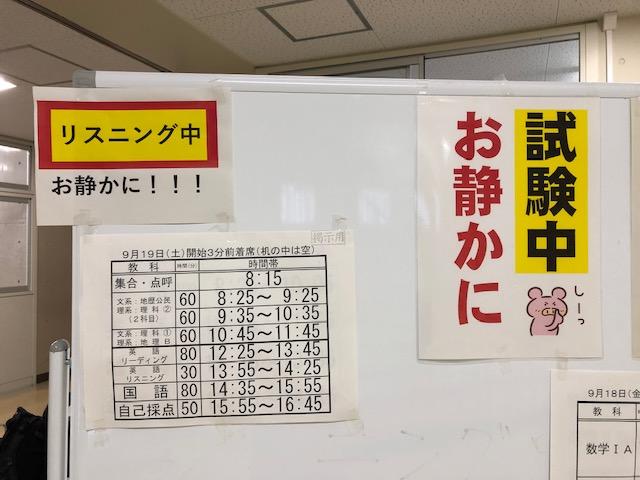 リスニング中
お静かに！！！
試験中
お静かに
しーっ
掲示用
9月19日(土)開始3分前着席(机の中は空)
教科 時間(分) 時間帯
集合・点呼 8:15
文系:地歴公民 60 8:25～ 9:25
理系:理科② 60 9:35～10:35
(2科目)
文系:理科① 60 10:45～11:45
理系:地理B
英語 80 12:25～13:45
リーディング
英語 30 13:55～14:25
リスニング
国語 80 14:35～15:55
自己採点 50 15:55～16:45
9月18日(金
教科
数学ⅠA